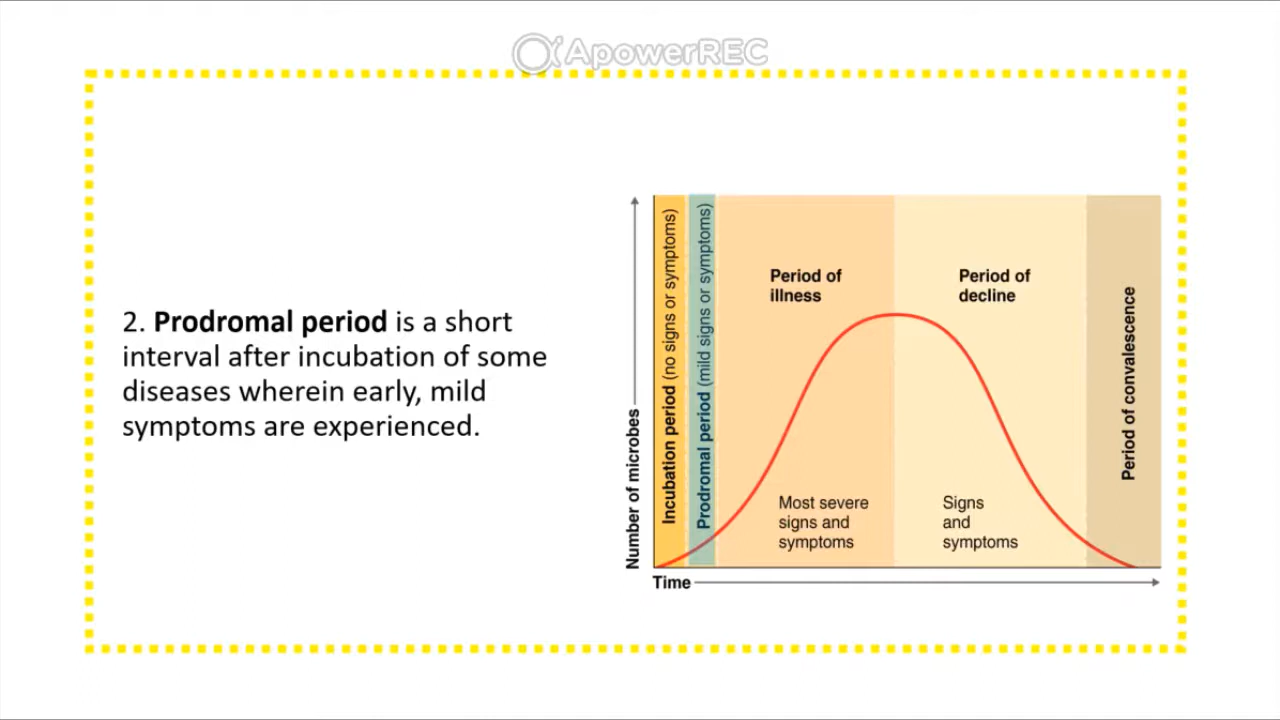 ApowerREC
2. Prodromal period is a short
interval after incubation of some
diseases wherein early, mild
symptoms are experienced.
Number of microbes
Incubation period (no signs or symptoms)
Prodromal period (mild signs or symptoms)
Period of
illness
Most severe
signs and
symptoms
Period of
decline
Signs
and
symptoms
Period of convalescence
Time